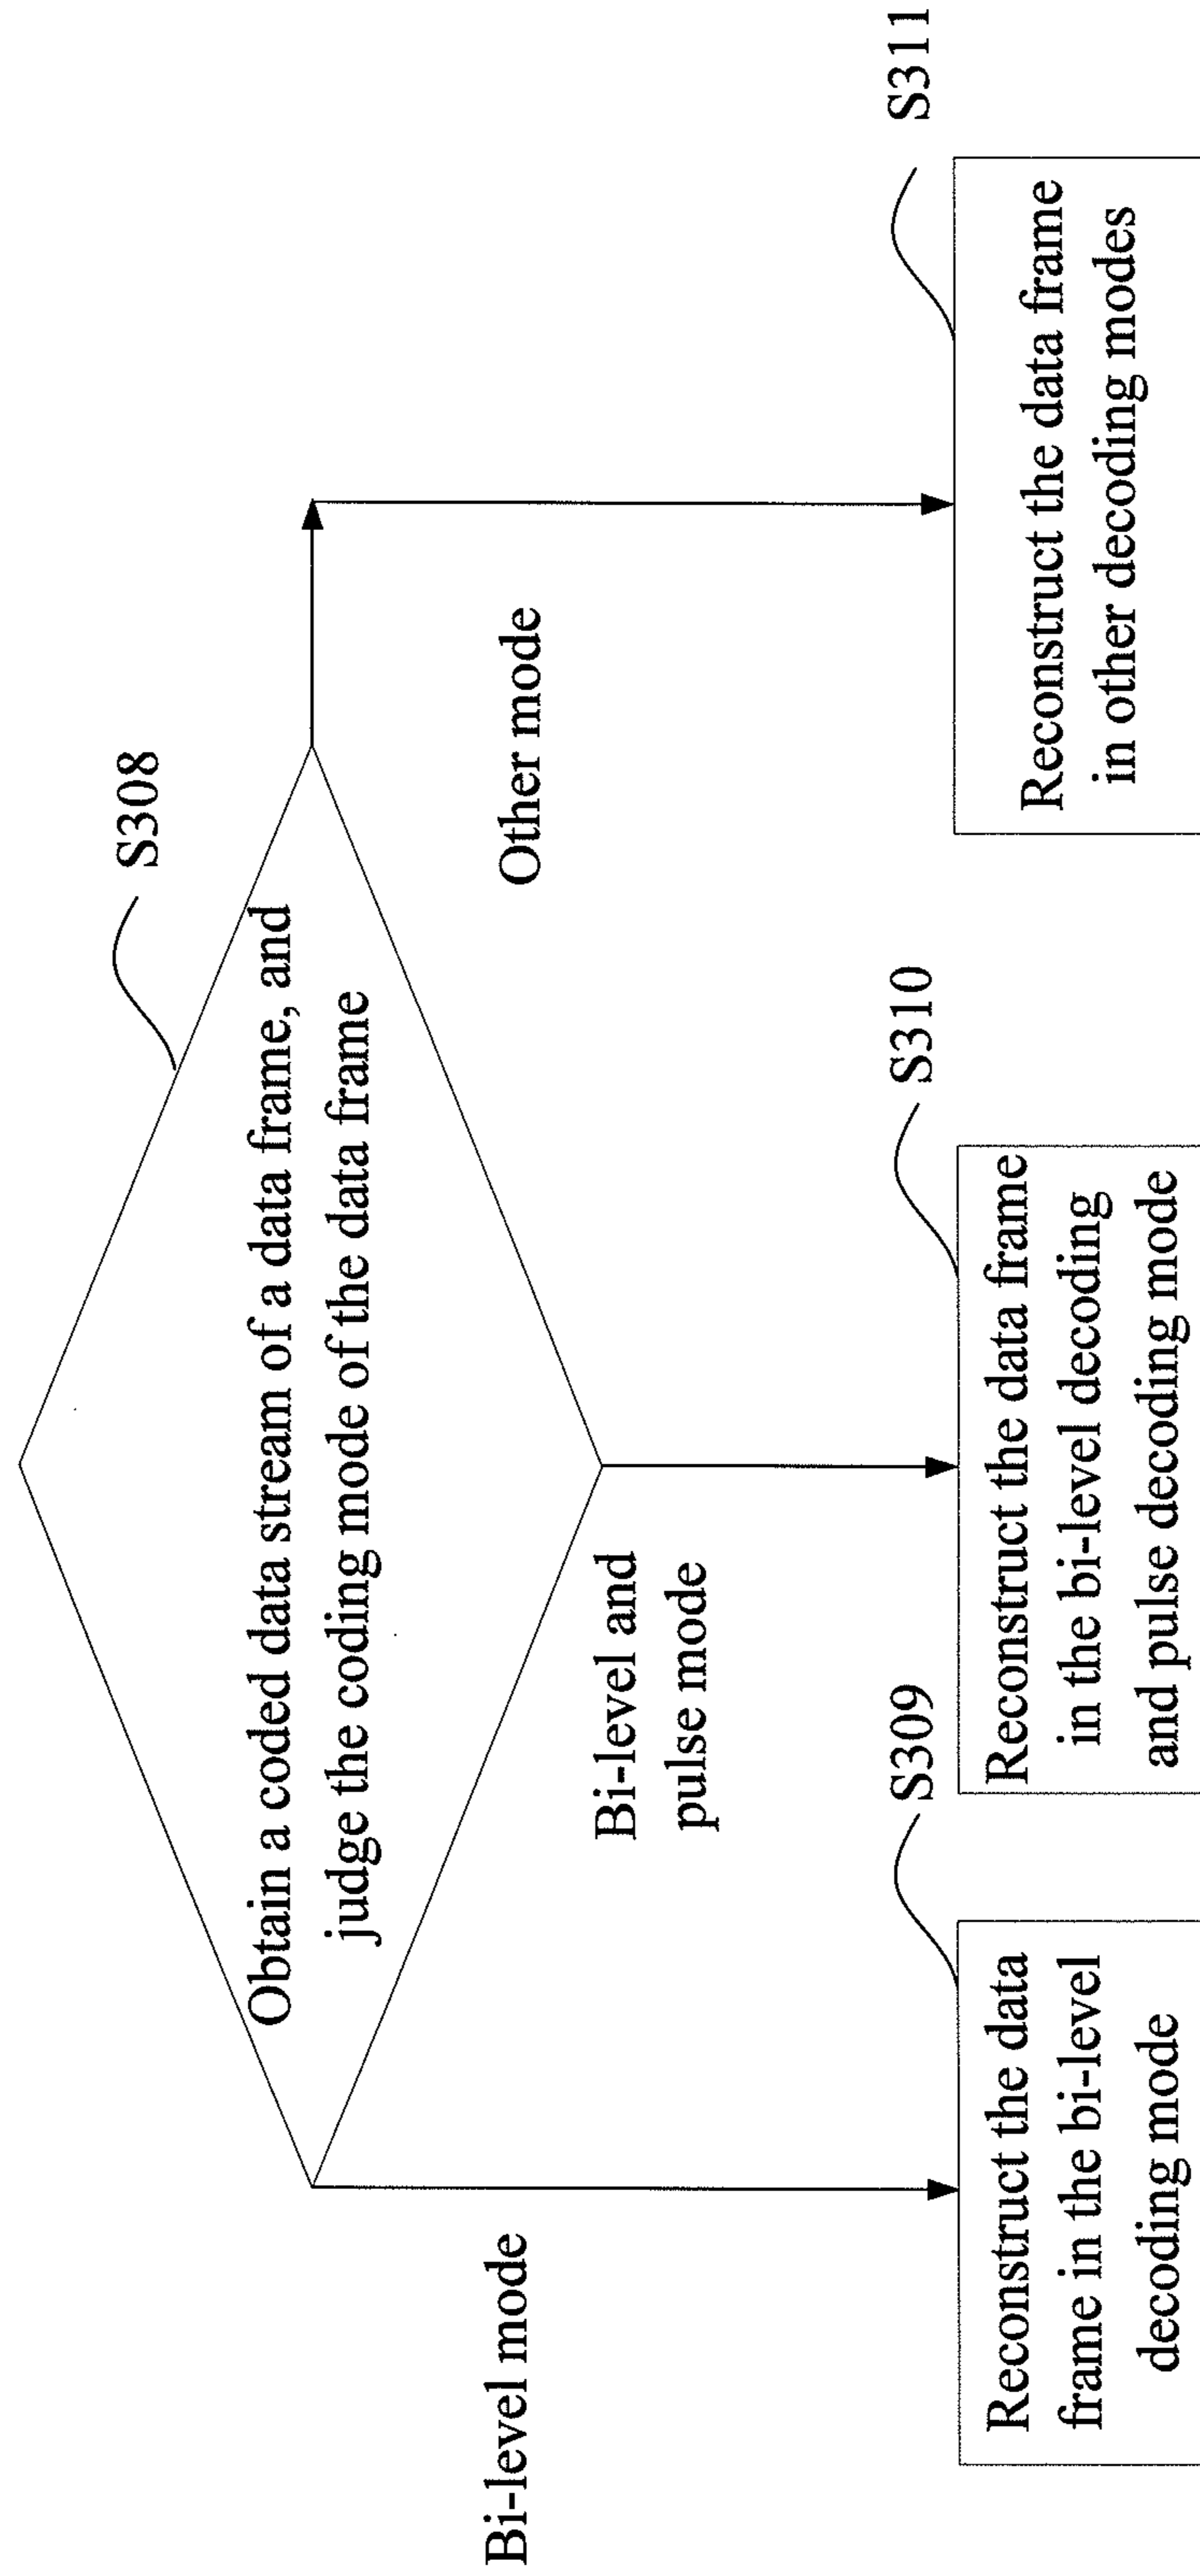 S308
Obtain a coded data stream of a data frame, and
judge the coding mode of the data frame
Bi-level mode
Bi-level and
pulse mode
Other mode
S309
Reconstruct the data
frame in the bi-level
decoding mode
S310
Reconstruct the data frame
in the bi-level decoding
and pulse decoding mode
S311
Reconstruct the data frame
in other decoding modes